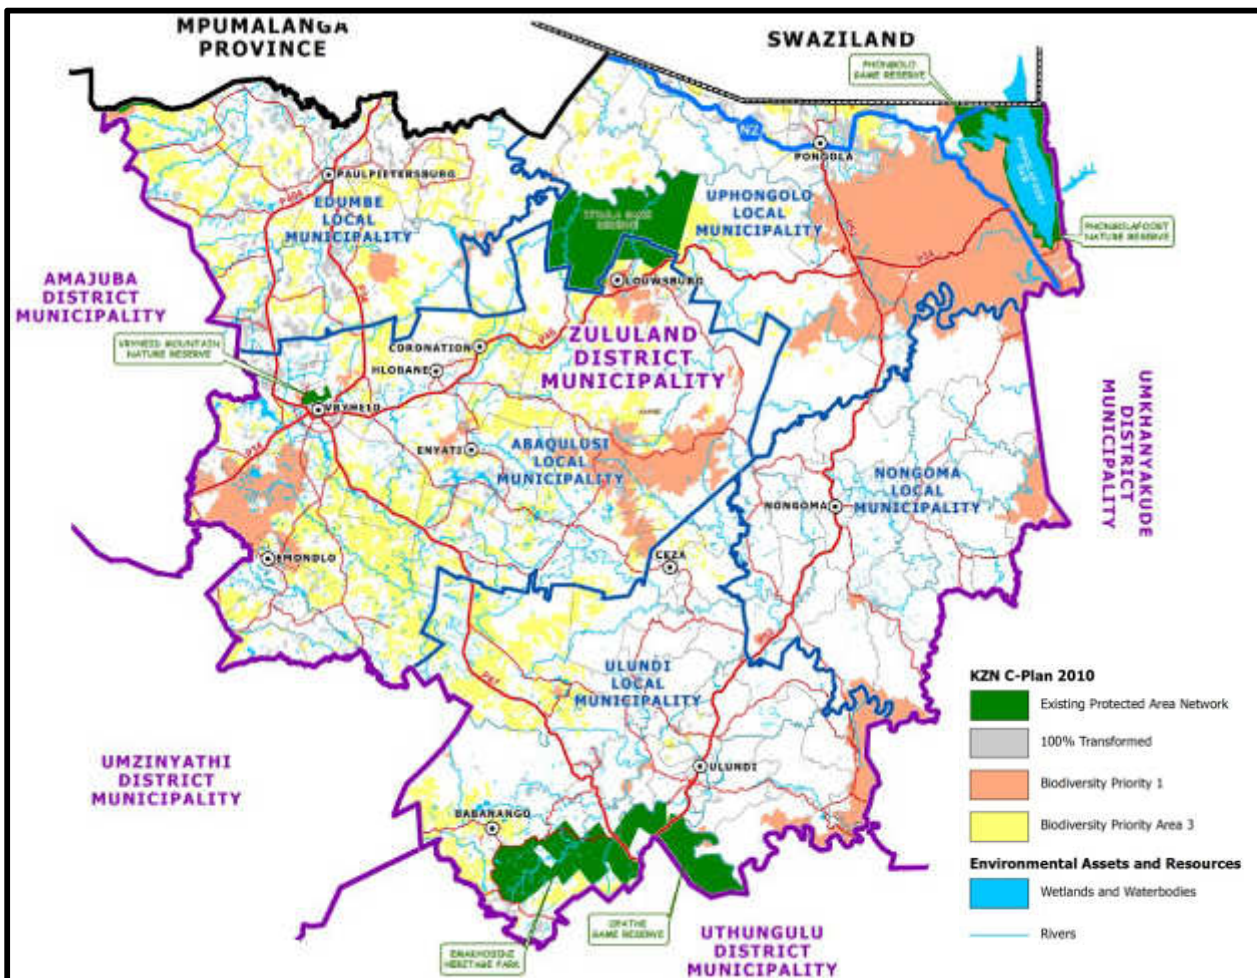 MPUMALANGA
PROVINCE
SWAZILAND
PHONGOLO
GAME RESERVE
N2
PONGOLA
PAULPIETERSBURG
EDUMBE
LOCAL
MUNICIPALITY
UPHONGOLO
LOCAL
MUNICIPALITY
GAME
RESERVE
PHONGOLAPOORT
NATURE RESERVE
AMAJUBA
DISTRICT
MUNICIPALITY
LOUWSBURG
VRYHEID MOUNTAIN
NATURE RESERVE
CORONATION
HLOBANE
ZULULAND
DISTRICT
MUNICIPALITY
UMKHANYAKUDE
DISTRICT
MUNICIPALITY
VRYHEID
ENYATI
ABAQULUSI
LOCAL
MUNICIPALITY
NONGOMA
LOCAL
MUNICIPALITY
NONGOMA
EMONDLO
CEZA
ULUNDI
LOCAL
MUNICIPALITY
UMZINYATHI
DISTRICT
MUNICIPALITY
ULUNDI
BABANANGO
OPATHE
GAME RESERVE
EMAKHOSINI
HERITAGE PARK
UTHUNGULU
DISTRICT
MUNICIPALITY
KZN C-Plan 2010
Existing Protected Area Network
100% Transformed
Biodiversity Priority 1
Biodiversity Priority Area 3
Environmental Assets and Resources
Wetlands and Waterbodies
Rivers